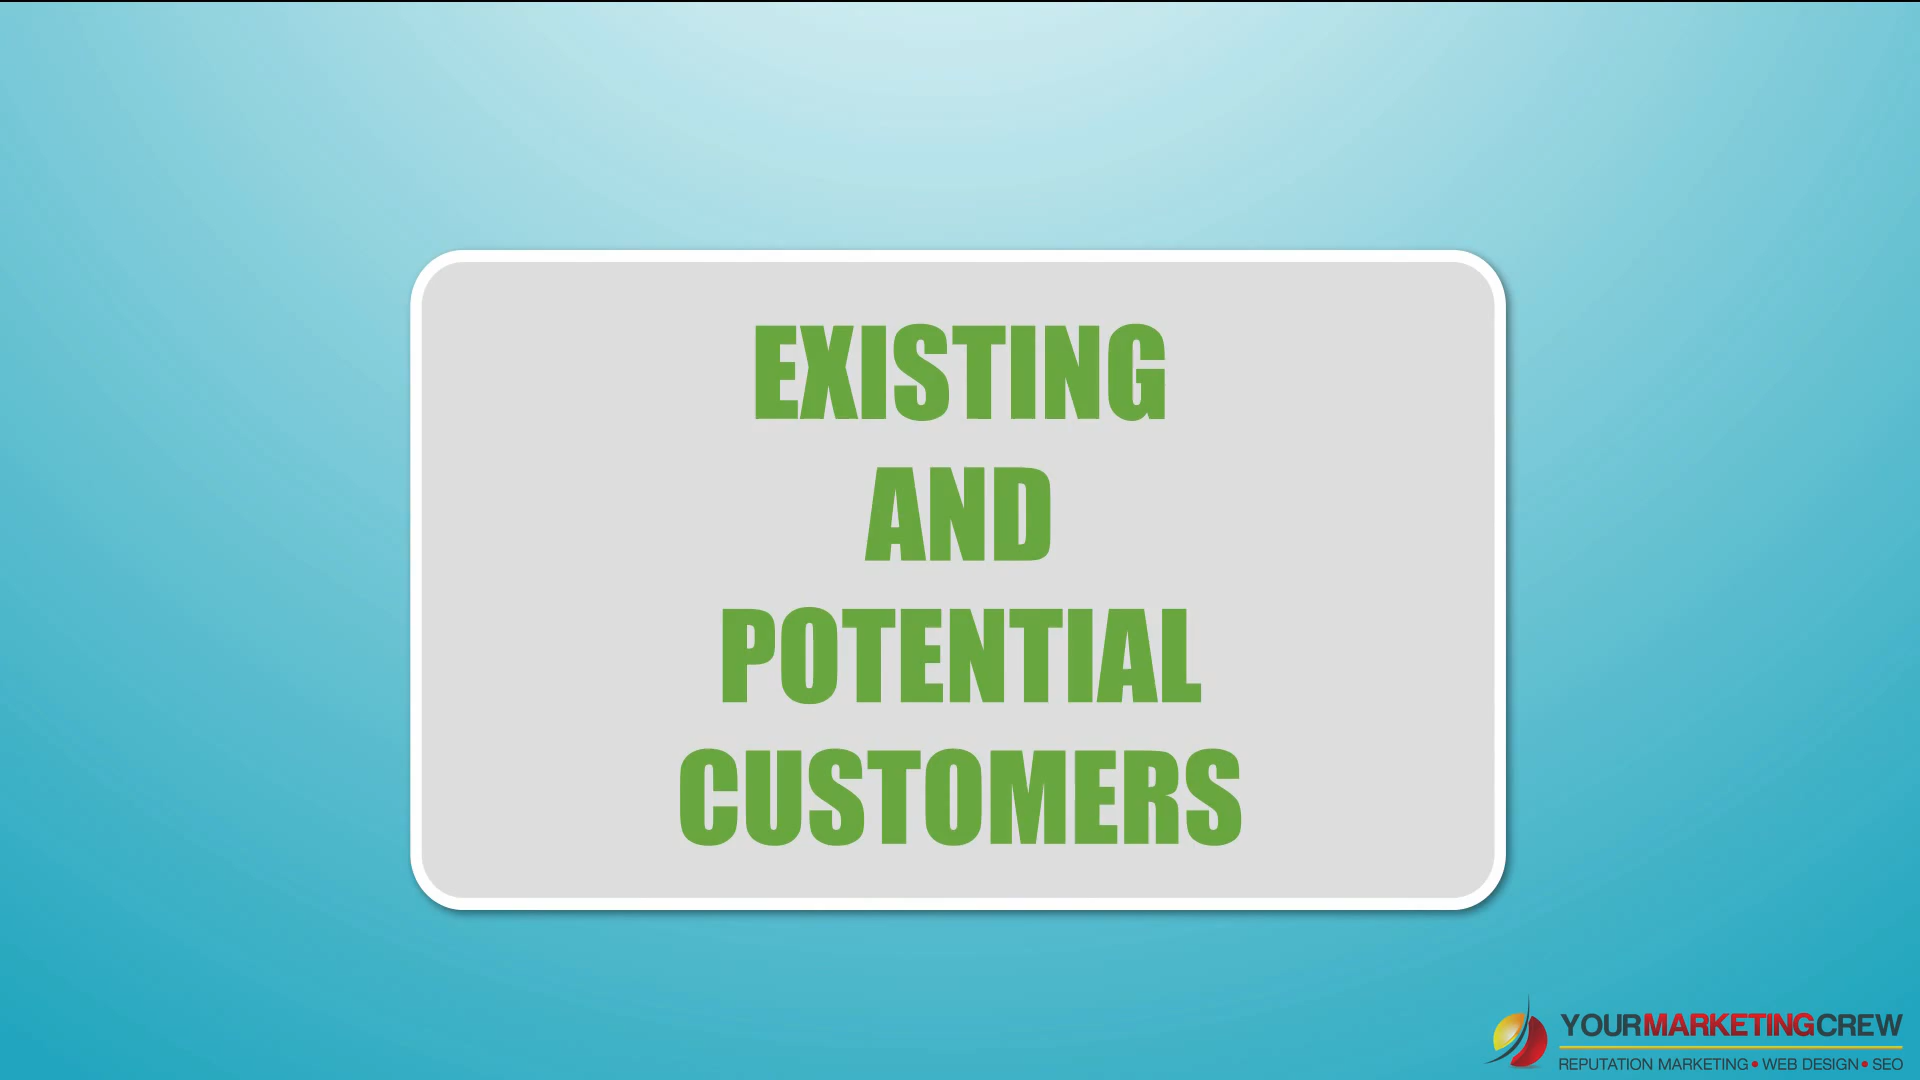 EXISTING
AND
POTENTIAL
CUSTOMERS
YOURMARKETINGCREW
REPUTATION MARKETING • WEB DESIGN • SEO